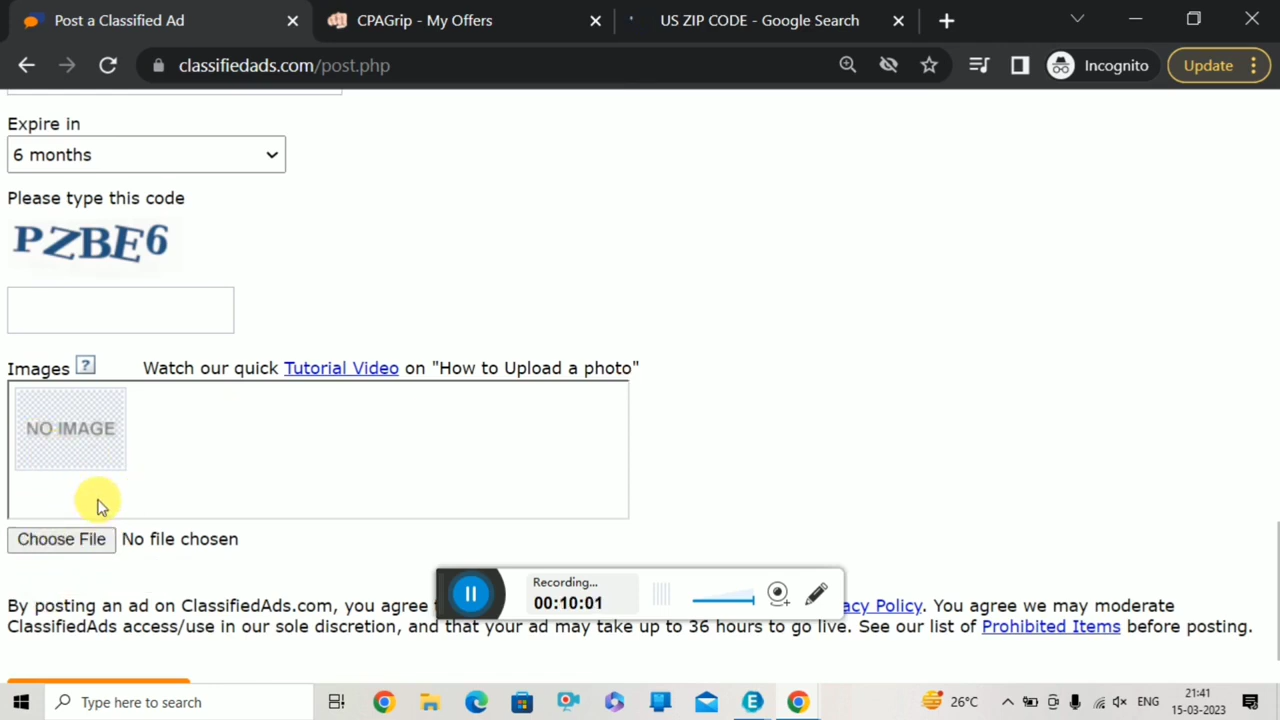 Post a Classified Ad
CPAGrip - My Offers
US ZIP CODE - Google Search
classifiedads.com/post.php
Incognito
Update
Expire in
6 months
Please type this code
PZBE6
Images ?
Watch our quick Tutorial Video on "How to Upload a photo"
NO IMAGE
Choose File No file chosen
Recording...
00:10:01
By posting an ad on ClassifiedAds.com, you agree acy Policy. You agree we may moderate
ClassifiedAds access/use in our sole discretion, and that your ad may take up to 36 hours to go live. See our list of Prohibited Items before posting.
Type here to search
26°C
ENG
21:41
15-03-2023